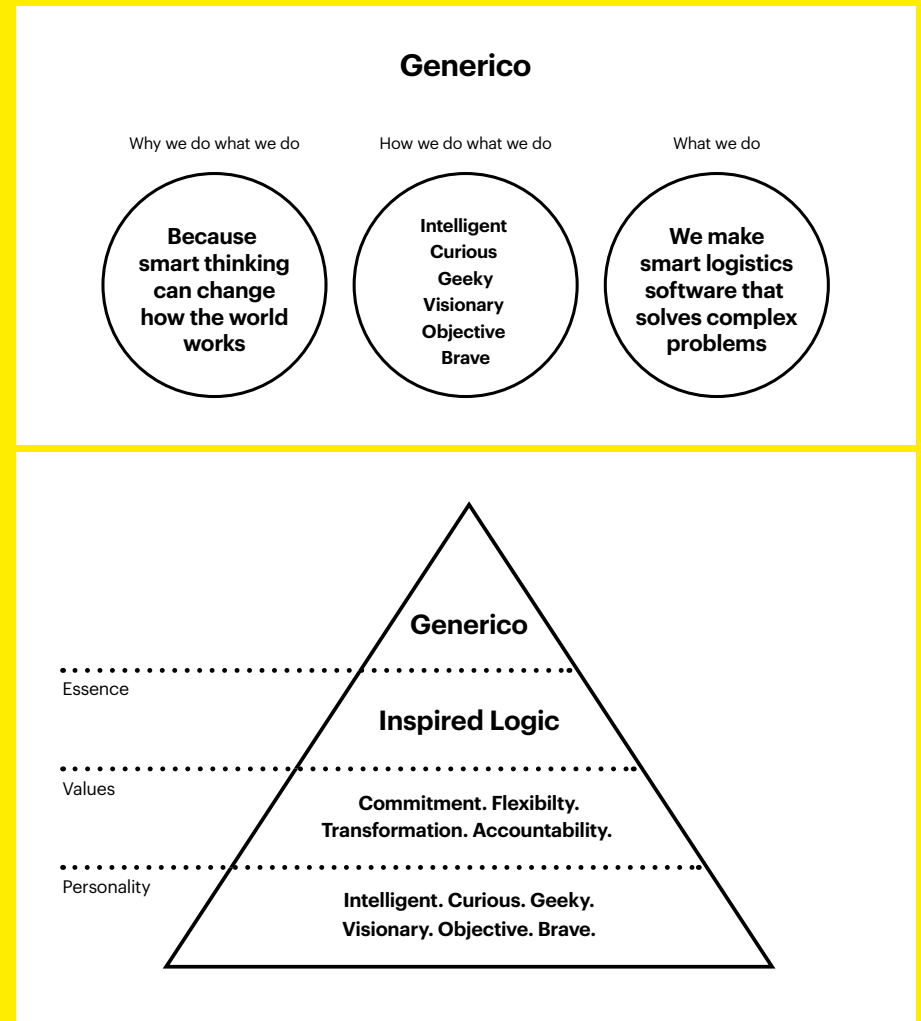 Generico
Why we do what we do
Because
smart thinking
can change
how the world
works
How we do what we do
Intelligent
Curious
Geeky
Visionary
Objective
Brave
What we do
We make
smart logistics
software that
solves complex
problems
Generico
Essence
Inspired Logic
Values
Commitment. Flexibilty.
Transformation. Accountability.
Personality
Intelligent. Curious. Geeky.
Visionary. Objective. Brave.